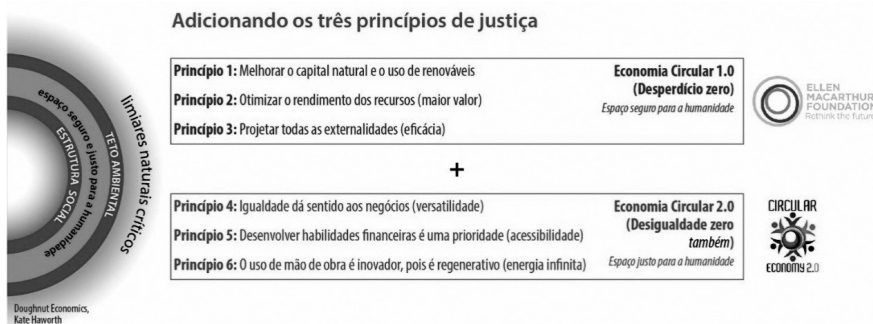 Adicionando os três princípios de justiça
Princípio 1: Melhorar o capital natural e o uso de renováveis
Princípio 2: Otimizar o rendimento dos recursos (maior valor)
Princípio 3: Projetar todas as externalidades (eficácia)
Economia Circular 1.0
(Desperdício zero)
Espaço seguro para a humanidade
ELLEN
MACARTHUR
FOUNDATION
Rethink the future
+
Princípio 4: Igualdade dá sentido aos negócios (versatilidade)
Princípio 5: Desenvolver habilidades financeiras é uma prioridade (acessibilidade)
Princípio 6: O uso de mão de obra é inovador, pois é regenerativo (energia infinita)
Economia Circular 2.0
(Desigualdade zero
também)
Espaço justo para a humanidade
CIRCULAR
ECONOMY 2.0
limiares naturais críticos
TETO AMBIENTAL
espaço seguro e justo para a humanidade
ESTRUTURA SOCIAL
Doughnut Economics,
Kate Haworth